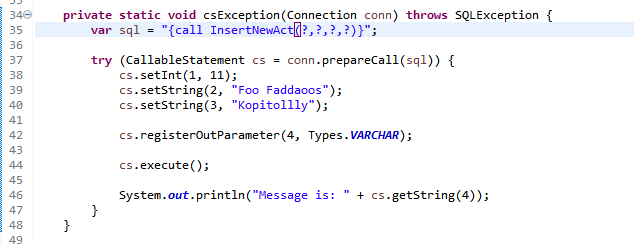 34 private static void csException(Connection conn) throws SQLException {
35 var sql = "{call InsertNewAct(?,?,?,?)}";
36
37 try (CallableStatement cs = conn.prepareCall(sql)) {
38 cs.setInt(1, 11);
39 cs.setString(2, "Foo Faddaoos");
40 cs.setString(3, "Kopitollly");
41
42 cs.registerOutParameter(4, Types.VARCHAR);
43
44 cs.execute();
45
46 System.out.println("Message is: " + cs.getString(4));
47 }
48 }
49